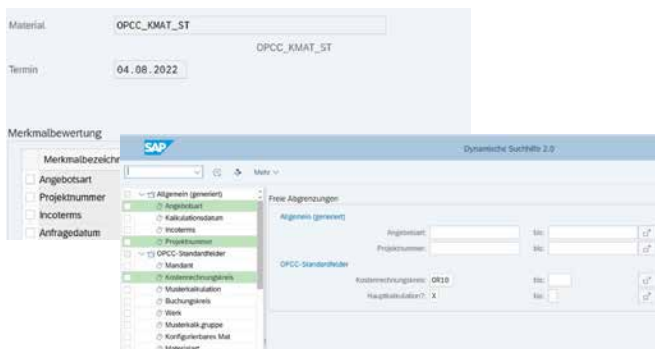 Material
OPCC_KMAT_ST
OPCC_KMAT_ST
Termin
04.08.2022
Merkmalbewertung
Merkmalbezeichn
Angebotsart
Projektnummer
Incoterms
Anfragedatum
SAP
Dynamische Suchhilfe 2.0
Mehr
Allgemein (generiert)
Angebotsart
Kalkulationsdatum
Incoterms
Projektnummer
OPCC-Standardfelder
Mandant
Kostenrechnungskreis
Musterkalkulation
Buchungskreis
Werk
Musterkalk.gruppe
Konfigurierbares Mat
Materialart
Freie Abgrenzungen
Allgemein (generiert)
Angebotsart: bis:
Projektnummer: bis:
OPCC-Standardfelder
Kostenrechnungskreis: OR10 bis:
Hauptkalkulation?: X bis: